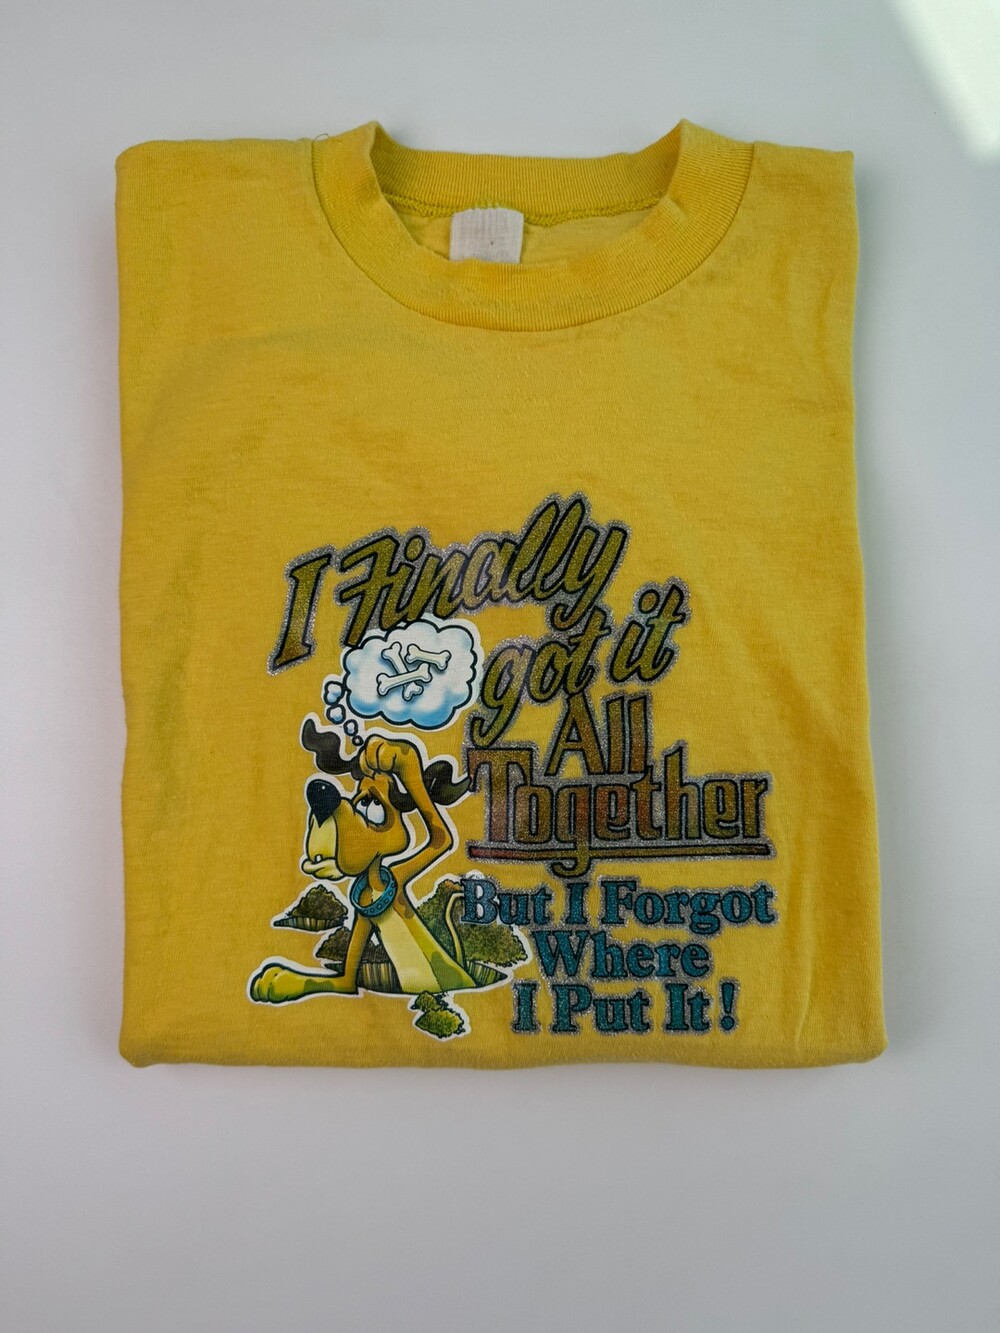 I Finally
got it
All
Together
But I Forgot
Where
I Put It!